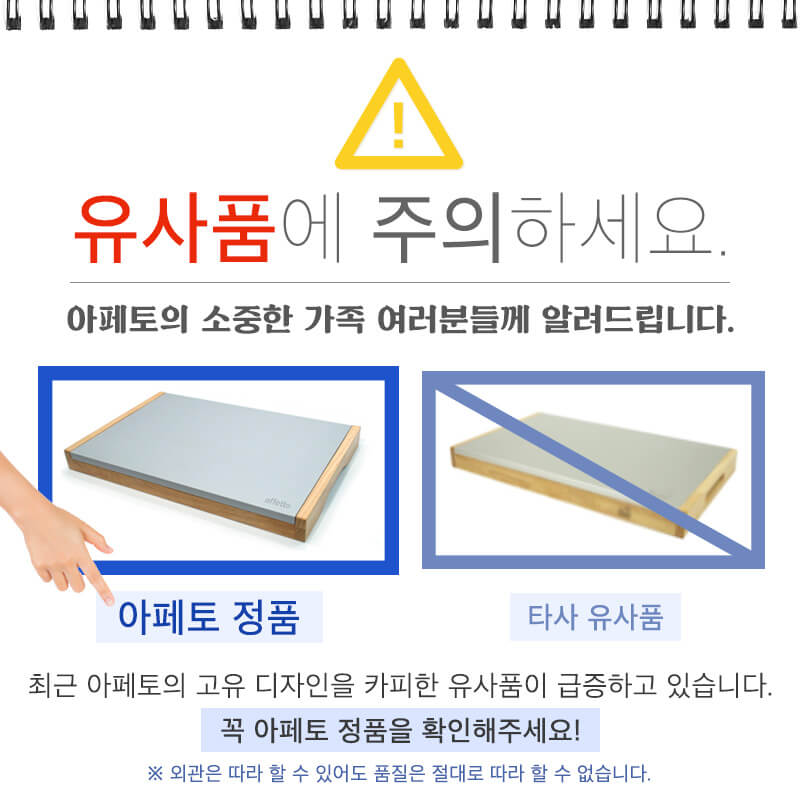 유사품에 주의하세요.
아페토의 소중한 가족 여러분들께 알려드립니다.
affetto
아페토 정품
타사 유사품
최근 아페토의 고유 디자인을 카피한 유사품이 급증하고 있습니다.
꼭 아페토 정품을 확인해주세요!
※ 외관은 따라 할 수 있어도 품질은 절대로 따라 할 수 없습니다.